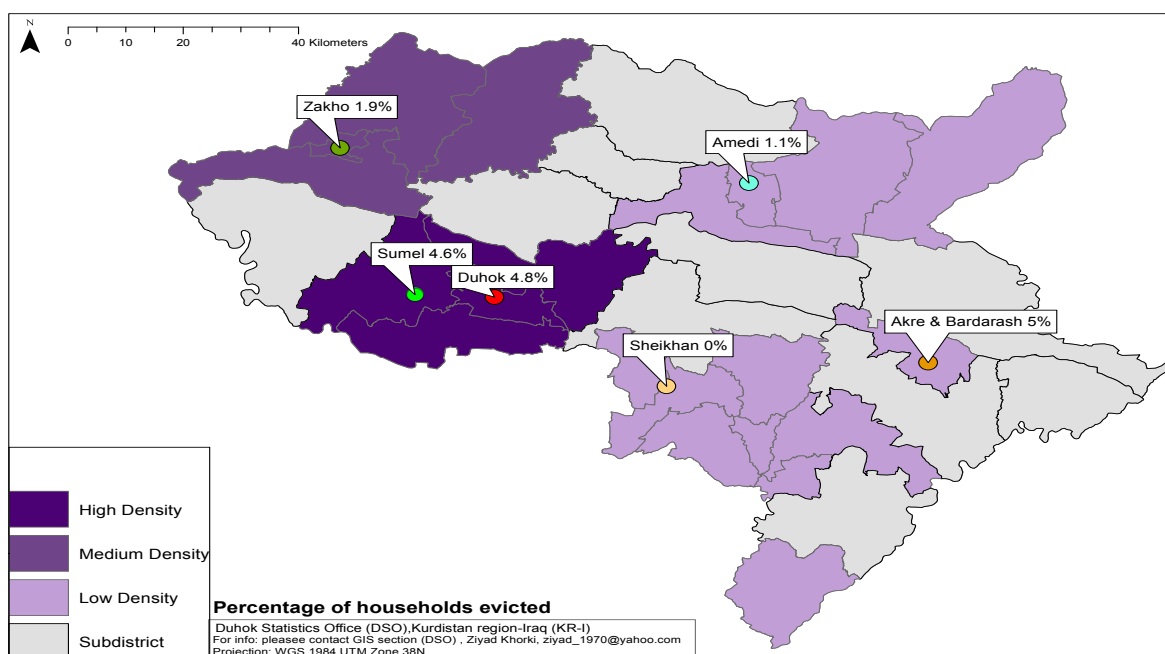 N
0 10 20 40 Kilometers
Zakho 1.9%
Amedi 1.1%
Sumel 4.6%
Duhok 4.8%
Akre & Bardarash 5%
Sheikhan 0%
High Density
Medium Density
Low Density
Subdistrict
Percentage of households evicted
Duhok Statistics Office (DSO),Kurdistan region-Iraq (KR-I)
For info: pleasee contact GIS section (DSO) , Ziyad Khorki, ziyad_1970@yahoo.com
Projection: WGS 1984 UTM Zone 38N